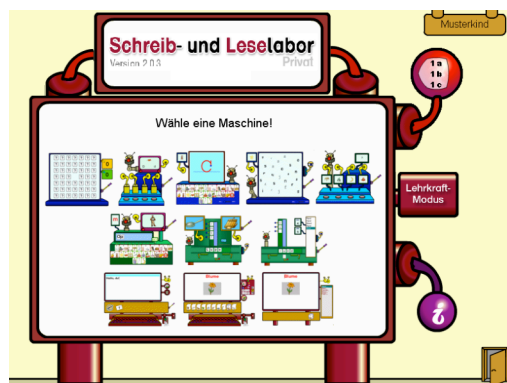 Schreib- und Leselabor
Version 2.0.3
Privat
Musterkind
1a
1b
1c
Wähle eine Maschine!
Lehrkraft-
Modus
C
Blume
Blume
i